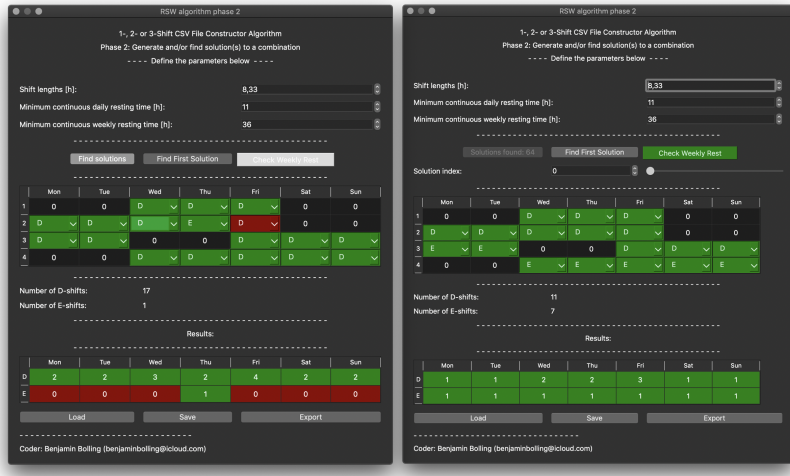 RSW algorithm phase 2
1-, 2- or 3-Shift CSV File Constructor Algorithm
Phase 2: Generate and/or find solution(s) to a combination
- - - - Define the parameters below - - - -
Shift lengths [h]: 8,33
Minimum continuous daily resting time [h]: 11
Minimum continuous weekly resting time [h]: 36
Find solutions Find First Solution Check Weekly Rest
Mon Tue Wed Thu Fri Sat Sun
1 0 0 D D D 0 0
2 D D D E D 0 0
3 D D 0 0 D D D
4 0 0 D D D D D
Number of D-shifts: 17
Number of E-shifts: 1
Results:
Mon Tue Wed Thu Fri Sat Sun
D 2 2 3 2 4 2 2
E 0 0 0 1 0 0 0
Load Save Export
Coder: Benjamin Bolling (benjaminbolling@icloud.com)
RSW algorithm phase 2
1-, 2- or 3-Shift CSV File Constructor Algorithm
Phase 2: Generate and/or find solution(s) to a combination
- - - - Define the parameters below - - - -
Shift lengths [h]: 8,33
Minimum continuous daily resting time [h]: 11
Minimum continuous weekly resting time [h]: 36
Solutions found: 64 Find First Solution Check Weekly Rest
Solution index: 0
Mon Tue Wed Thu Fri Sat Sun
1 0 0 D D D 0 0
2 D D D D D 0 0
3 E E 0 0 D D D
4 0 0 E E E E E
Number of D-shifts: 11
Number of E-shifts: 7
Results:
Mon Tue Wed Thu Fri Sat Sun
D 1 1 2 2 3 1 1
E 1 1 1 1 1 1 1
Load Save Export
Coder: Benjamin Bolling (benjaminbolling@icloud.com)